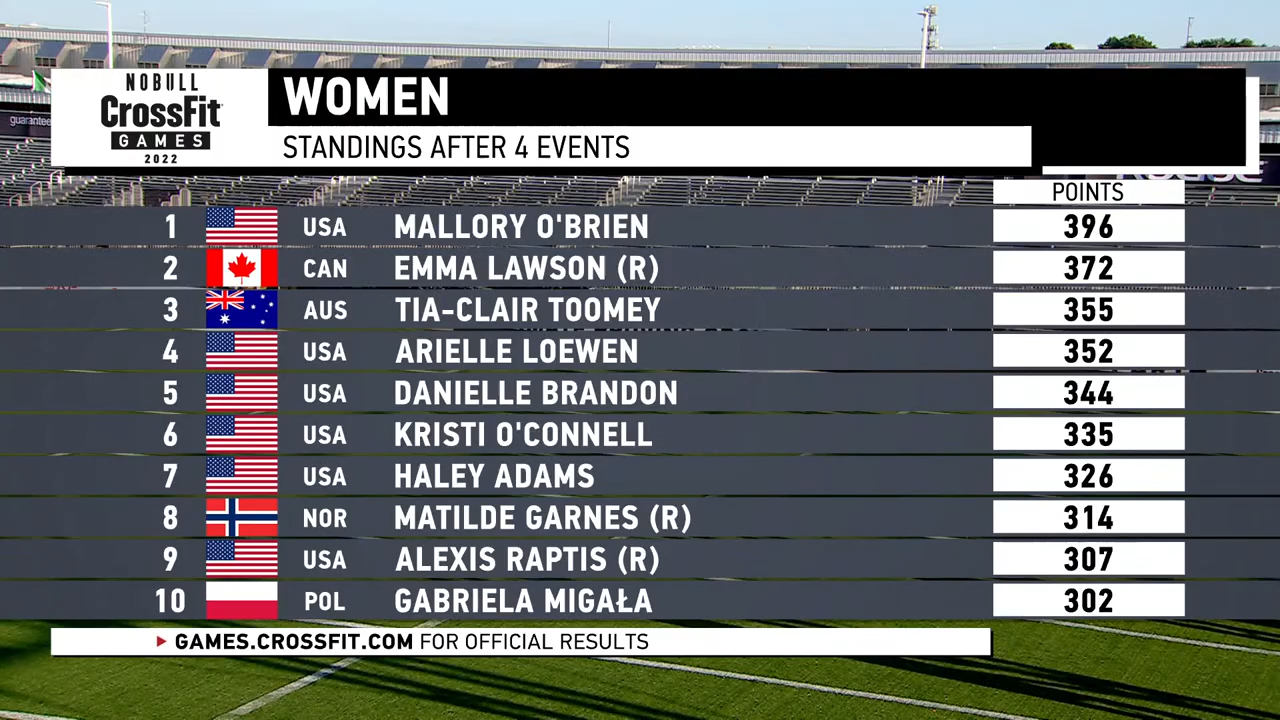 NOBULL
CrossFit
GAMES
2022
WOMEN
STANDINGS AFTER 4 EVENTS
guarantee
POINTS
1 USA MALLORY O'BRIEN 396
2 CAN EMMA LAWSON (R) 372
3 AUS TIA-CLAIR TOOMEY 355
4 USA ARIELLE LOEWEN 352
5 USA DANIELLE BRANDON 344
6 USA KRISTI O'CONNELL 335
7 USA HALEY ADAMS 326
8 NOR MATILDE GARNES (R) 314
9 USA ALEXIS RAPTIS (R) 307
10 POL GABRIELA MIGAŁA 302
GAMES.CROSSFIT.COM FOR OFFICIAL RESULTS